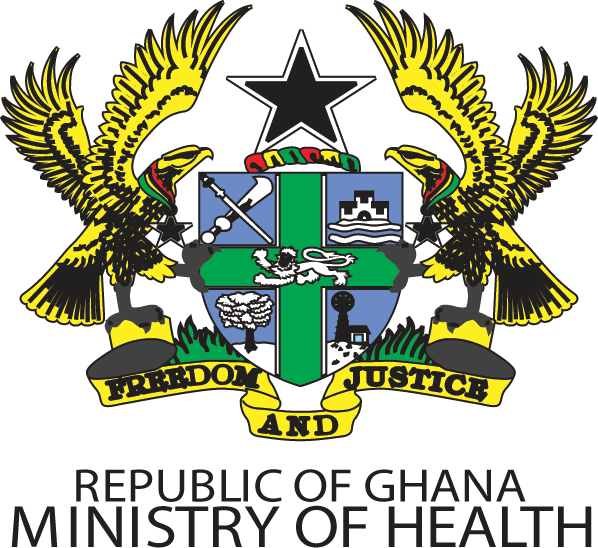 FREEDOM AND JUSTICE
REPUBLIC OF GHANA
MINISTRY OF HEALTH